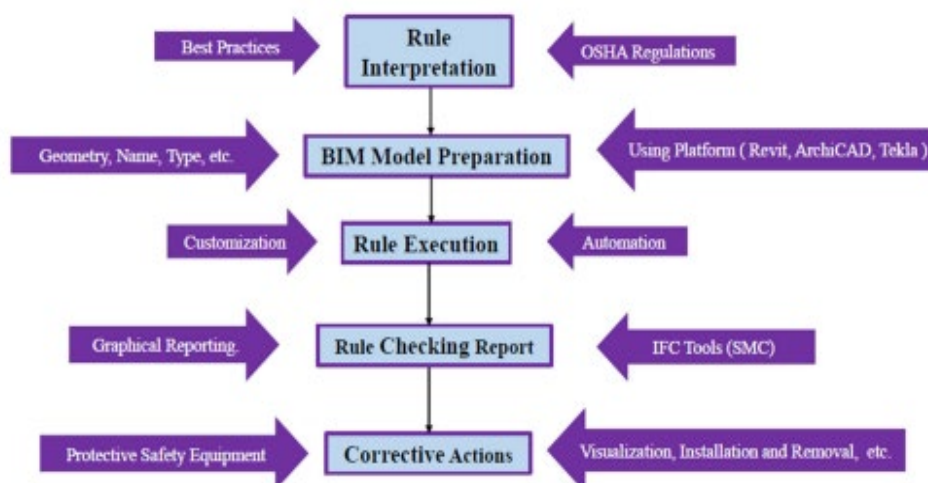 Best Practices
Rule
Interpretation
OSHA Regulations
Geometry, Name, Type, etc.
BIM Model Preparation
Using Platform ( Revit, ArchiCAD, Tekla )
Customization
Rule Execution
Automation
Graphical Reporting.
Rule Checking Report
IFC Tools (SMC)
Protective Safety Equipment
Corrective Actions
Visualization, Installation and Removal, etc.